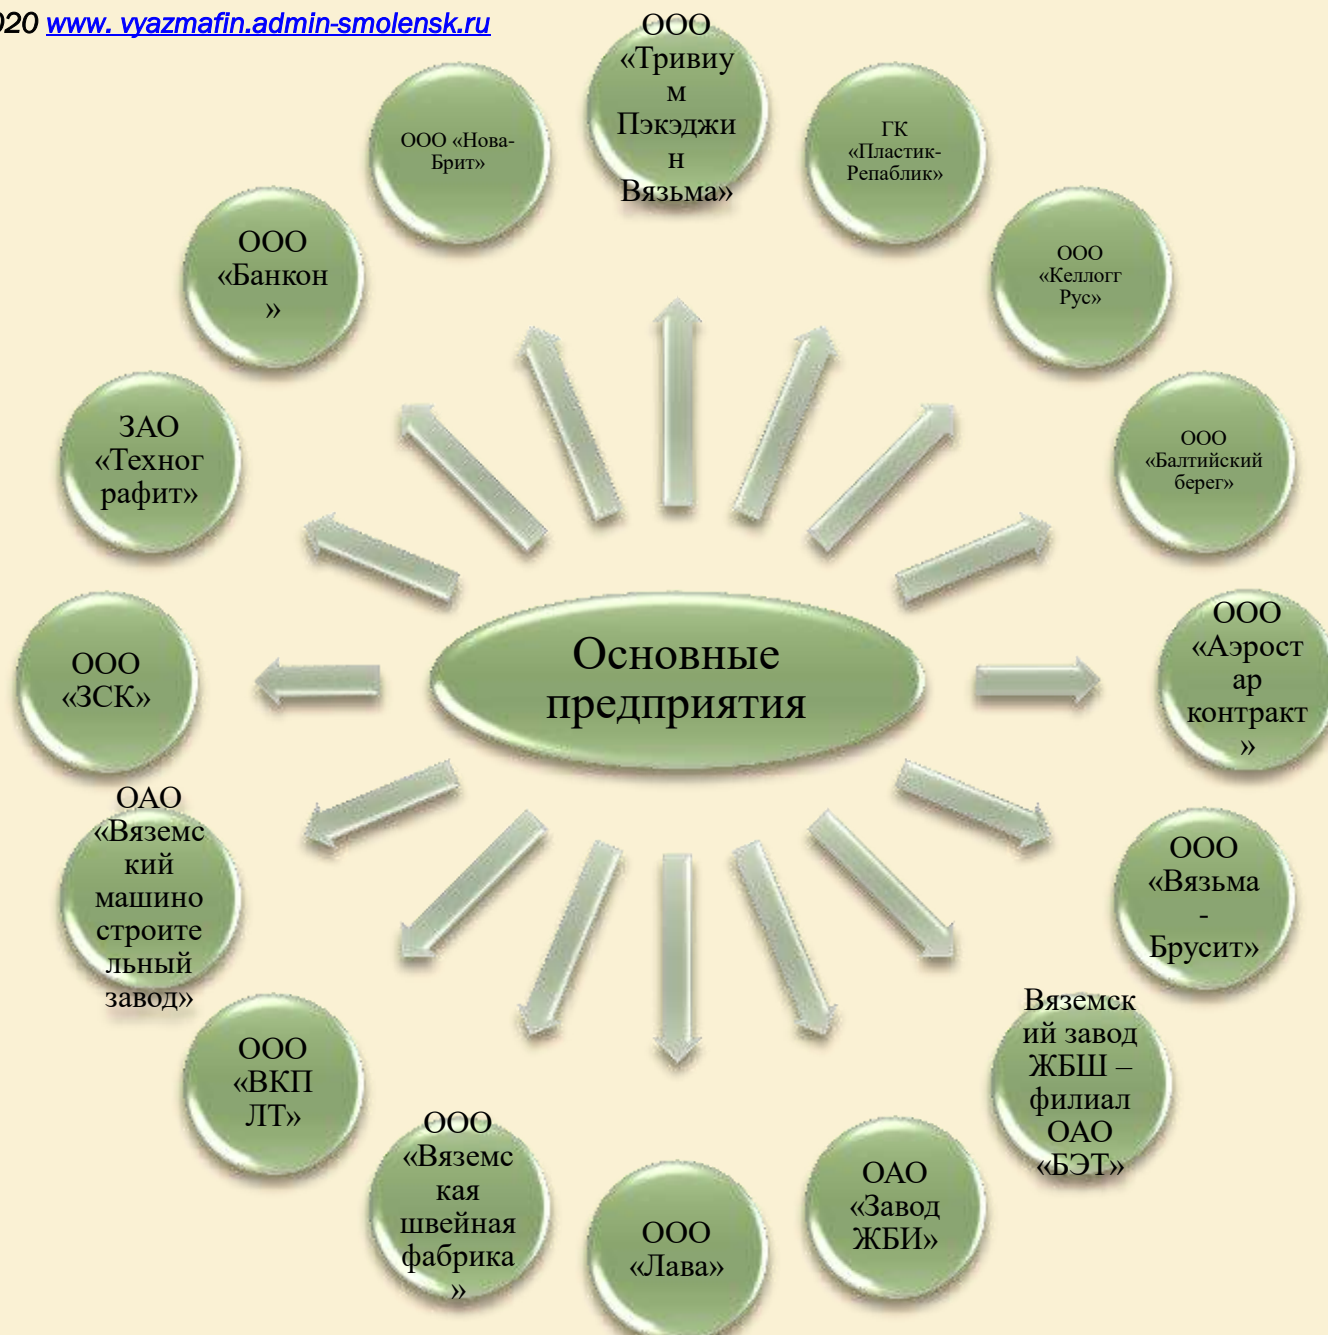 020 www. vyazmafin.admin-smolensk.ru
ООО
«Тривиу
м
Пэкэджи
н
Вязьма»
ГК
«Пластик-
Репаблик»
ООО
«Келлогг
Рус»
ООО
«Балтийский
берег»
ООО
«Аэрост
ар
контракт
»
ООО
«Вязьма
-
Брусит»
Вяземск
ий завод
ЖБШ –
филиал
ОАО
«БЭТ»
ОАО
«Завод
ЖБИ»
ООО
«Лава»
ООО
«Вяземс
кая
швейная
фабрика
»
ООО
«ВКП
ЛТ»
ОАО
«Вяземс
кий
машино
строите
льный
завод»
ООО
«ЗСК»
ЗАО
«Техног
рафит»
ООО
«Банкон
»
ООО «Нова-
Брит»
Основные
предприятия